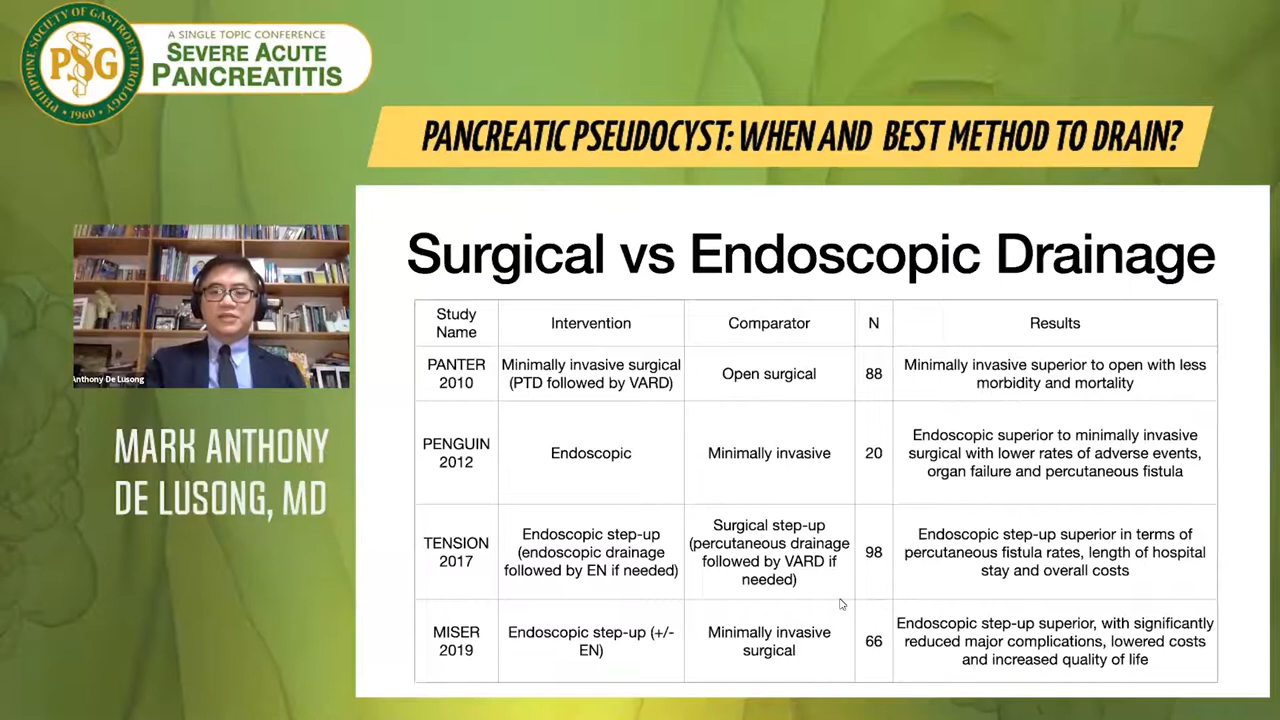 PHILIPPINE SOCIETY OF GASTROENTEROLOGY
PSG
1960
A SINGLE TOPIC CONFERENCE
SEVERE ACUTE
PANCREATITIS
PANCREATIC PSEUDOCYST: WHEN AND BEST METHOD TO DRAIN?
Anthony De Lusong
MARK ANTHONY
DE LUSONG, MD
Surgical vs Endoscopic Drainage
Study
Name
Intervention
Comparator
N
Results
PANTER
2010
Minimally invasive surgical
(PTD followed by VARD)
Open surgical
88
Minimally invasive superior to open with less
morbidity and mortality
PENGUIN
2012
Endoscopic
Minimally invasive
20
Endoscopic superior to minimally invasive
surgical with lower rates of adverse events,
organ failure and percutaneous fistula
TENSION
2017
Endoscopic step-up
(endoscopic drainage
followed by EN if needed)
Surgical step-up
(percutaneous drainage
followed by VARD if
needed)
98
Endoscopic step-up superior in terms of
percutaneous fistula rates, length of hospital
stay and overall costs
MISER
2019
Endoscopic step-up (+/-
EN)
Minimally invasive
surgical
66
Endoscopic step-up superior, with significantly
reduced major complications, lowered costs
and increased quality of life